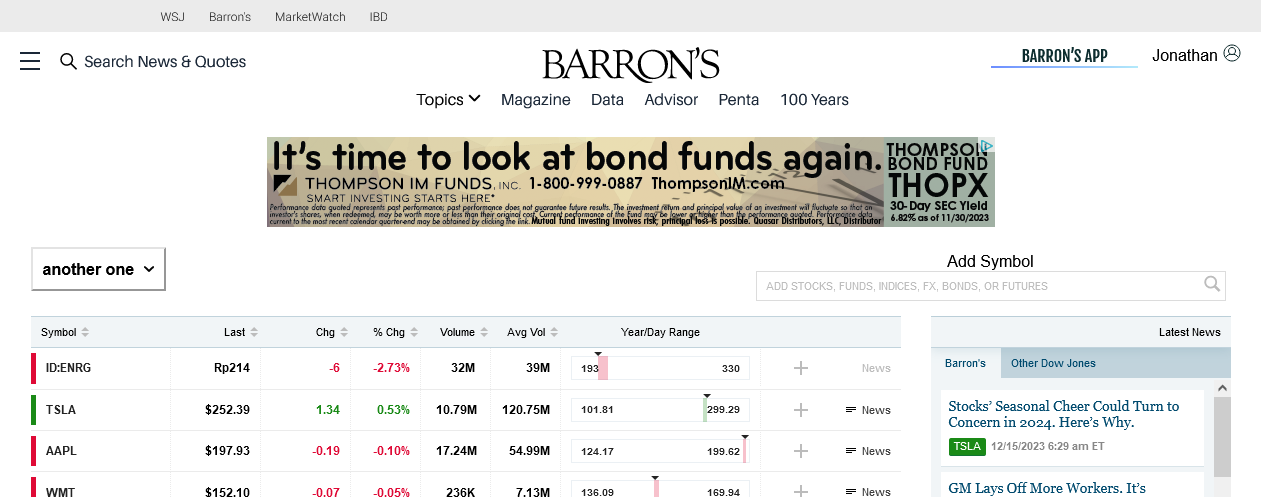 WSJ Barron's MarketWatch IBD
Search News & Quotes
BARRON'S
BARRON'S APP
Jonathan
Topics Magazine Data Advisor Penta 100 Years
It's time to look at bond funds again.
THOMPSON IM FUNDS, INC. 1-800-999-0887 ThompsonIM.com
SMART INVESTING STARTS HERE*
Performance data quoted represents past performance; past performance does not guarantee future results. The investment return and principal value of an investment will fluctuate so that an
investor's shares, when redeemed, may be worth more or less than their original cost. Current performance of the fund may be lower or higher than the performance quoted. Performance data
current to the most recent calendar quarter-end may be obtained by clicking the link. Mutual fund investing involves risk; principal loss is possible. Quasar Distributors, LLC, Distributor
THOMPSON
BOND FUND
THOPX
30-Day SEC Yield
6.82% as of 11/30/2023
another one
Add Symbol
ADD STOCKS, FUNDS, INDICES, FX, BONDS, OR FUTURES
Symbol Last Chg % Chg Volume Avg Vol Year/Day Range
ID:ENRG Rp214 -6 -2.73% 32M 39M 193 330 News
TSLA $252.39 1.34 0.53% 10.79M 120.75M 101.81 299.29 News
AAPL $197.93 -0.19 -0.10% 17.24M 54.99M 124.17 199.62 News
WMT $152.10 -0.07 -0.05% 236K 7.13M 136.09 169.94 News
Latest News
Barron's Other Dow Jones
Stocks' Seasonal Cheer Could Turn to
Concern in 2024. Here's Why.
TSLA 12/15/2023 6:29 am ET
GM Lays Off More Workers. It's